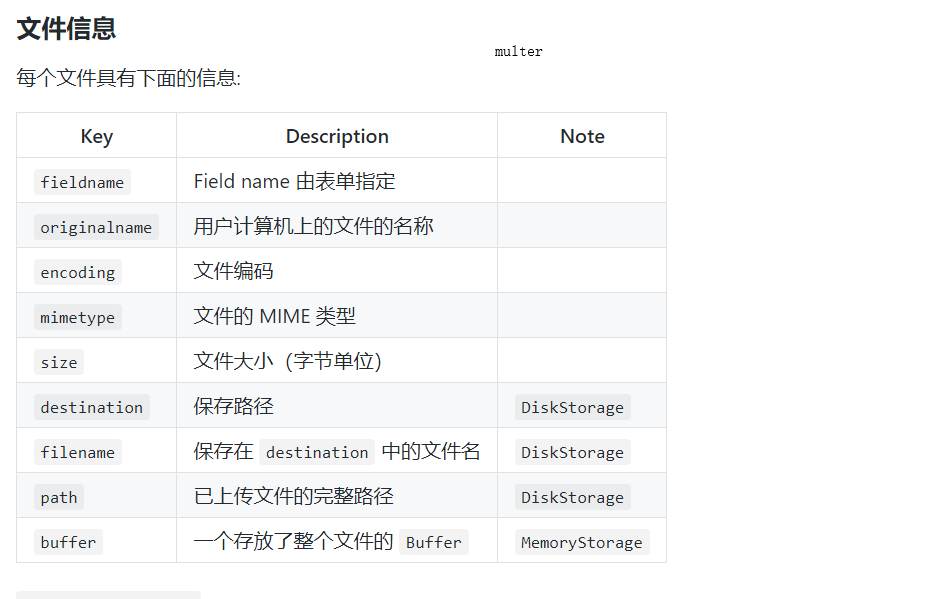 文件信息
multer
每个文件具有下面的信息:
Key Description Note
fieldname Field name 由表单指定
originalname 用户计算机上的文件的名称
encoding 文件编码
mimetype 文件的 MIME 类型
size 文件大小（字节单位）
destination 保存路径 DiskStorage
filename 保存在 destination 中的文件名 DiskStorage
path 已上传文件的完整路径 DiskStorage
buffer 一个存放了整个文件的 Buffer MemoryStorage